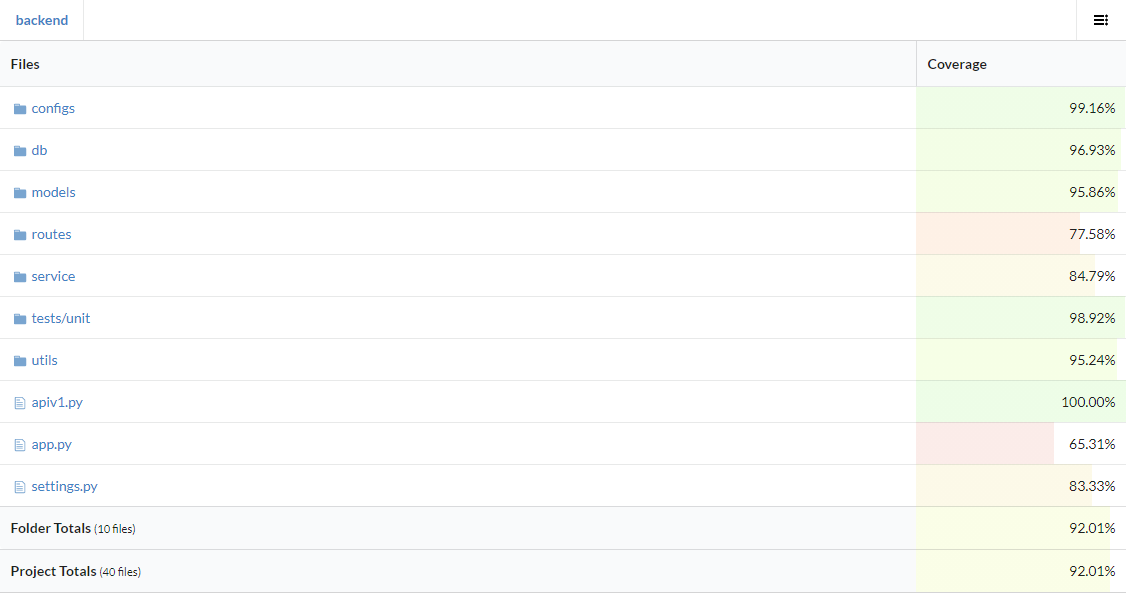 backend
Files Coverage
configs 99.16%
db 96.93%
models 95.86%
routes 77.58%
service 84.79%
tests/unit 98.92%
utils 95.24%
apiv1.py 100.00%
app.py 65.31%
settings.py 83.33%
Folder Totals (10 files) 92.01%
Project Totals (40 files) 92.01%